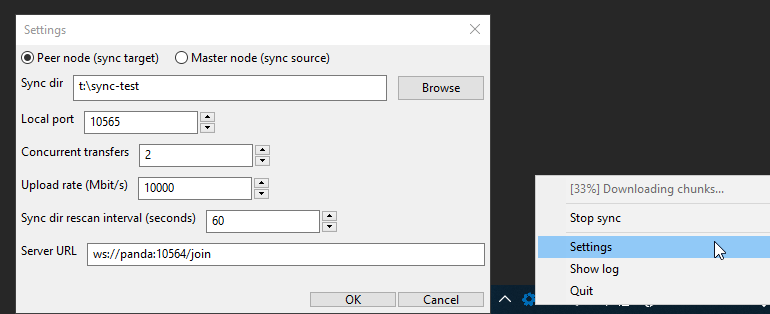 Settings
Peer node (sync target) Master node (sync source)
Sync dir t:\sync-test Browse
Local port 10565
Concurrent transfers 2
Upload rate (Mbit/s) 10000
Sync dir rescan interval (seconds) 60
Server URL ws://panda:10564/join
OK Cancel
[33%] Downloading chunks...
Stop sync
Settings
Show log
Quit